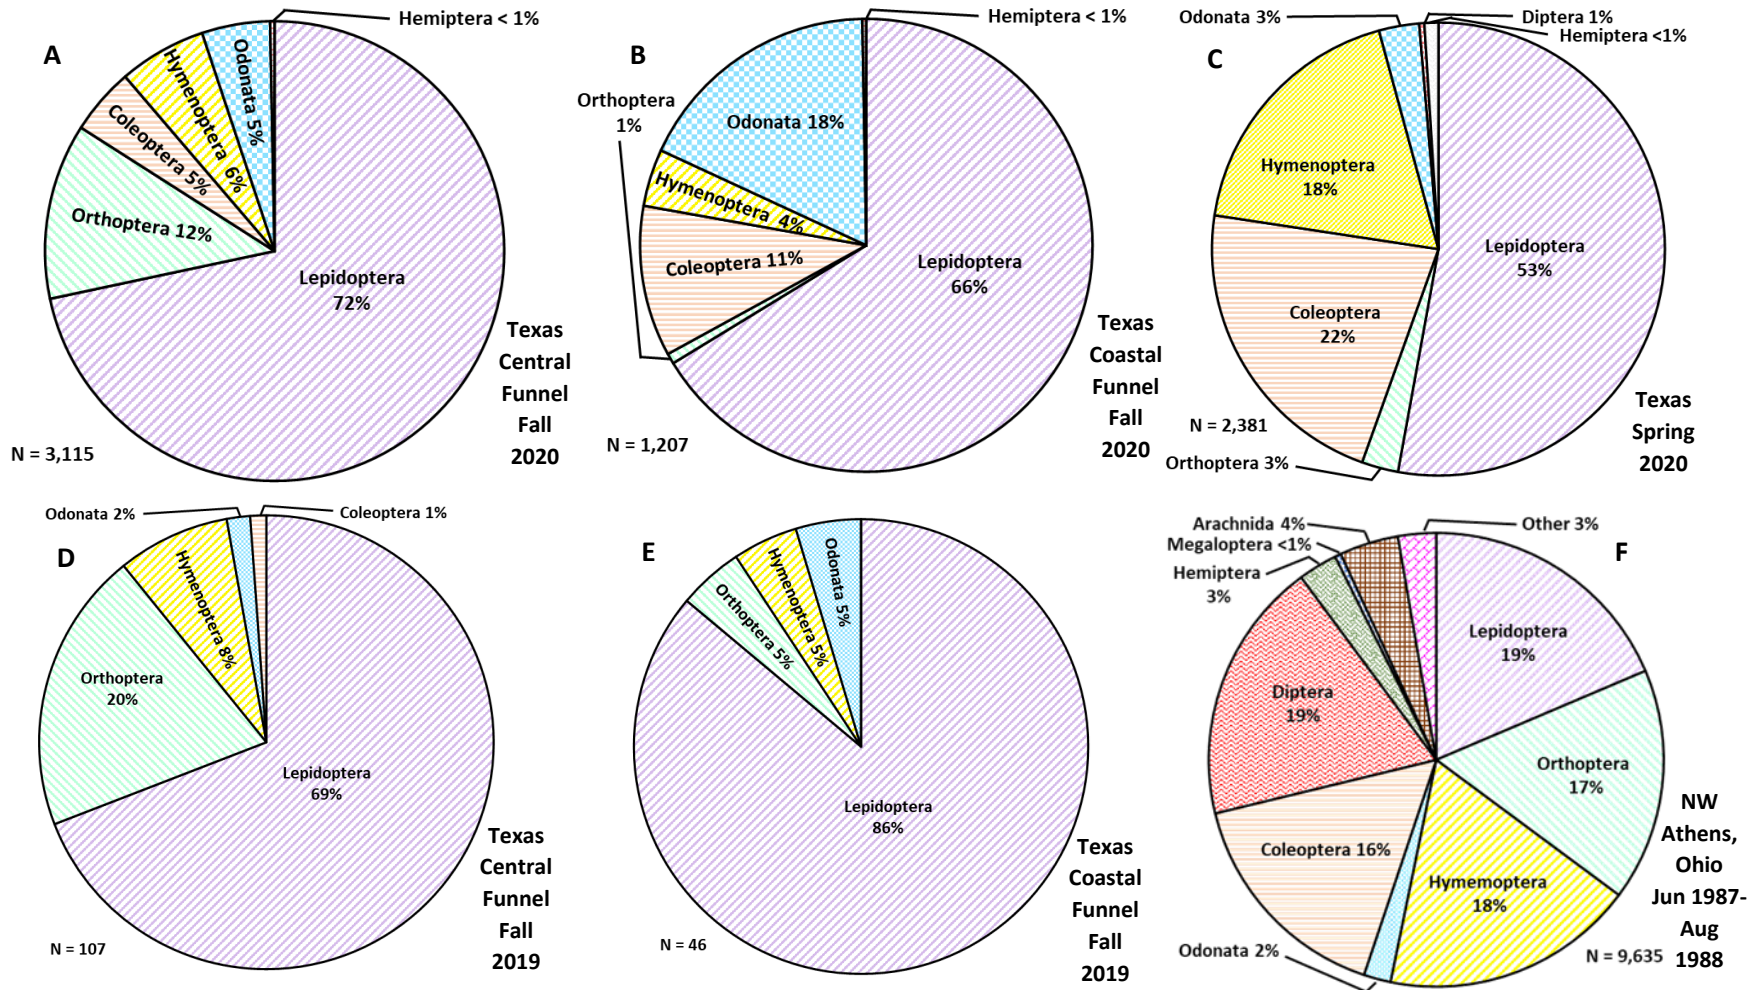 A
Hemiptera < 1%
Hymenoptera 6%
Odonata 5%
Coleoptera 5%
Orthoptera 12%
Lepidoptera
72%
Texas
Central
Funnel
Fall
2020
N = 3,115
B
Hemiptera < 1%
Orthoptera
1%
Odonata 18%
Hymenoptera 4%
Coleoptera 11%
Lepidoptera
66%
Texas
Coastal
Funnel
Fall
2020
N = 1,207
C
Odonata 3%
Diptera 1%
Hemiptera <1%
Hymenoptera
18%
Lepidoptera
53%
Coleoptera
22%
Texas
Spring
2020
N = 2,381
Orthoptera 3%
D
Odonata 2%
Coleoptera 1%
Hymenoptera 8%
Orthoptera
20%
Lepidoptera
69%
Texas
Central
Funnel
Fall
2019
N = 107
E
Orthoptera 5%
Hymenoptera 5%
Odonata 5%
Lepidoptera
86%
Texas
Coastal
Funnel
Fall
2019
N = 46
F
Arachnida 4%
Other 3%
Megaloptera <1%
Hemiptera
3%
Lepidoptera
19%
Diptera
19%
Orthoptera
17%
Coleoptera 16%
Hymemoptera
18%
Odonata 2%
NW
Athens,
Ohio
Jun 1987-
Aug
1988
N = 9,635